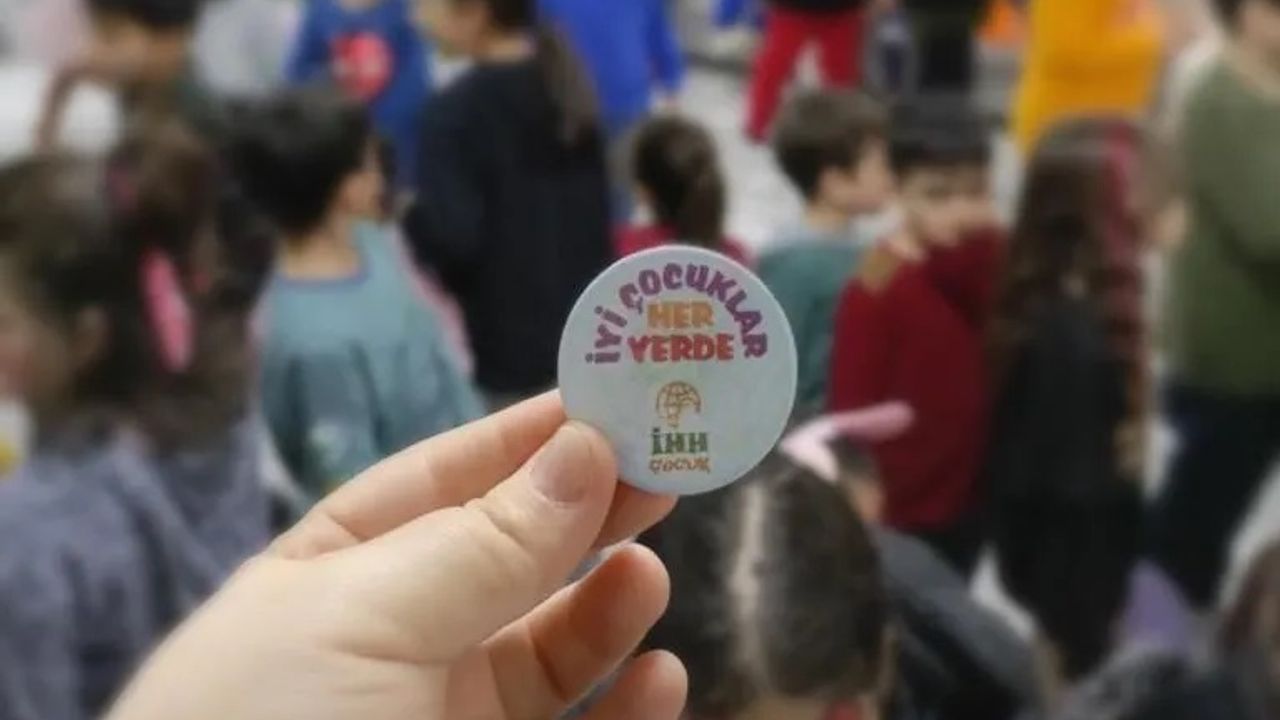 İYİ ÇOCUKLAR
HER
YERDE
İHH
ÇOCUK